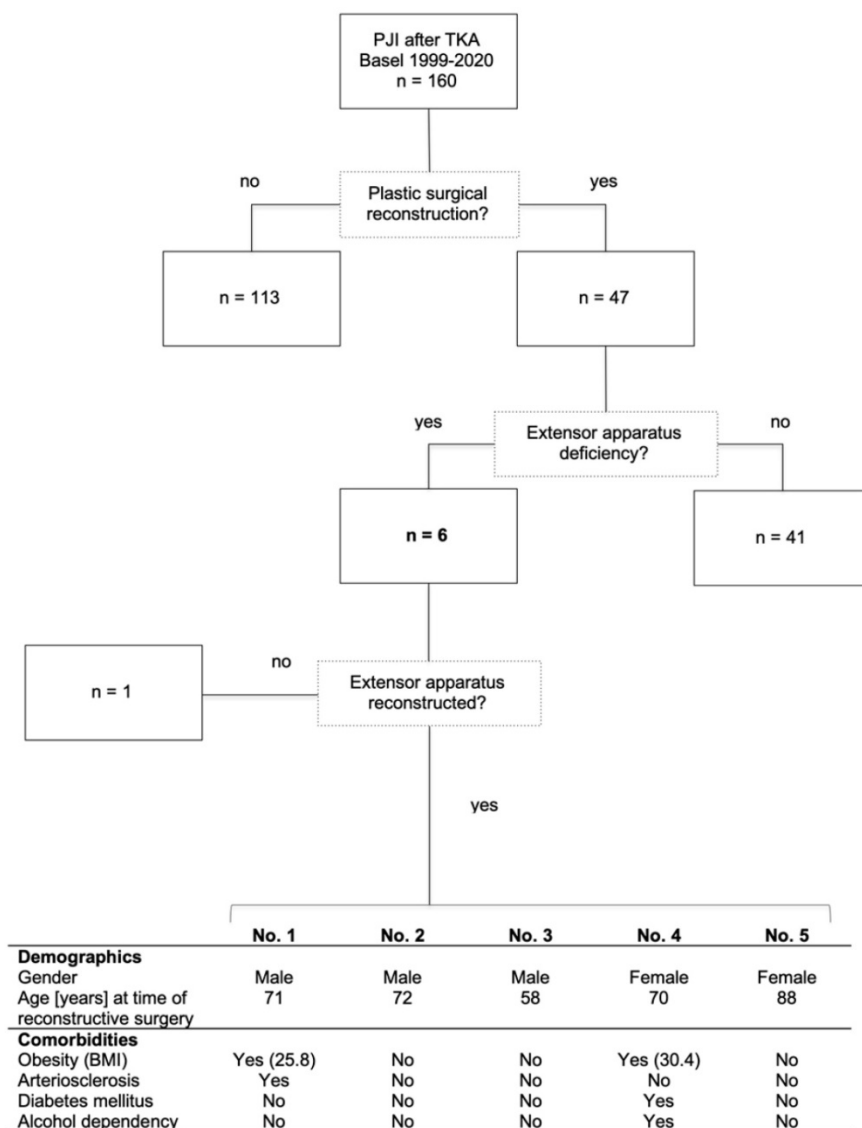 PJI after TKA
Basel 1999-2020
n = 160
no
Plastic surgical
reconstruction?
yes
n = 113
n = 47
yes
Extensor apparatus
deficiency?
no
n = 6
n = 41
n = 1
no
Extensor apparatus
reconstructed?
yes
No. 1 No. 2 No. 3 No. 4 No. 5
Demographics
Gender Male Male Male Female Female
Age [years] at time of 71 72 58 70 88
reconstructive surgery
Comorbidities
Obesity (BMI) Yes (25.8) No No Yes (30.4) No
Arteriosclerosis Yes No No No No
Diabetes mellitus No No No Yes No
Alcohol dependency No No No Yes No